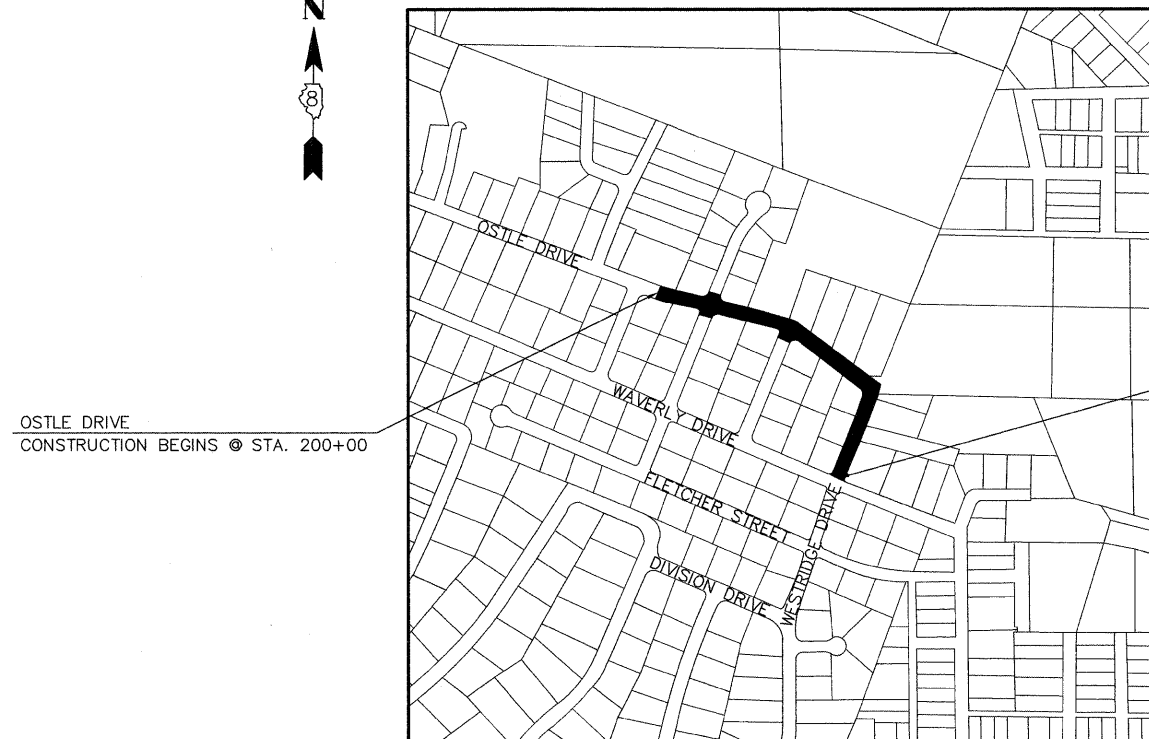 N
8
OSTLE DRIVE
OSTLE DRIVE
CONSTRUCTION BEGINS @ STA. 200+00
WAVERLY DRIVE
FLETCHER STREET
WESTRIDGE DRIVE
DIVISION DRIVE